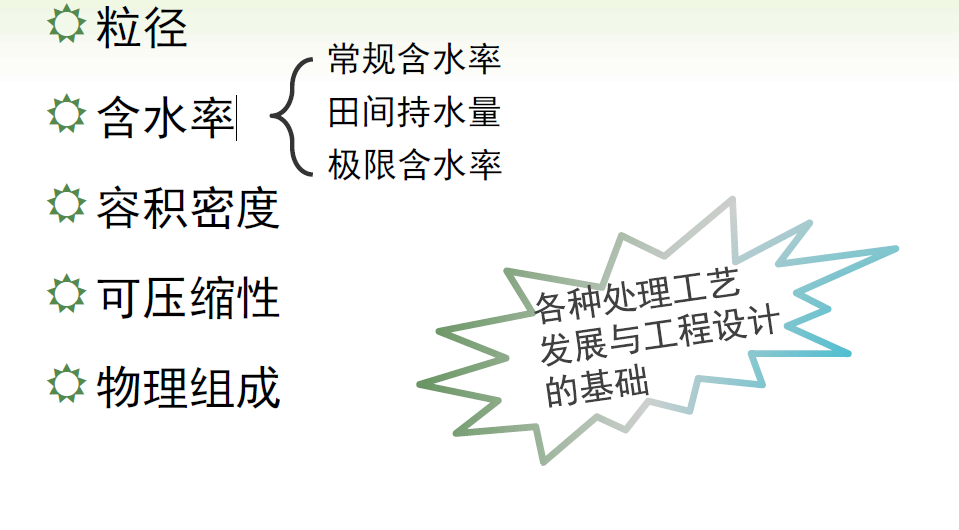 粒径
含水率
常规含水率
田间持水量
极限含水率
容积密度
可压缩性
物理组成
各种处理工艺
发展与工程设计
的基础